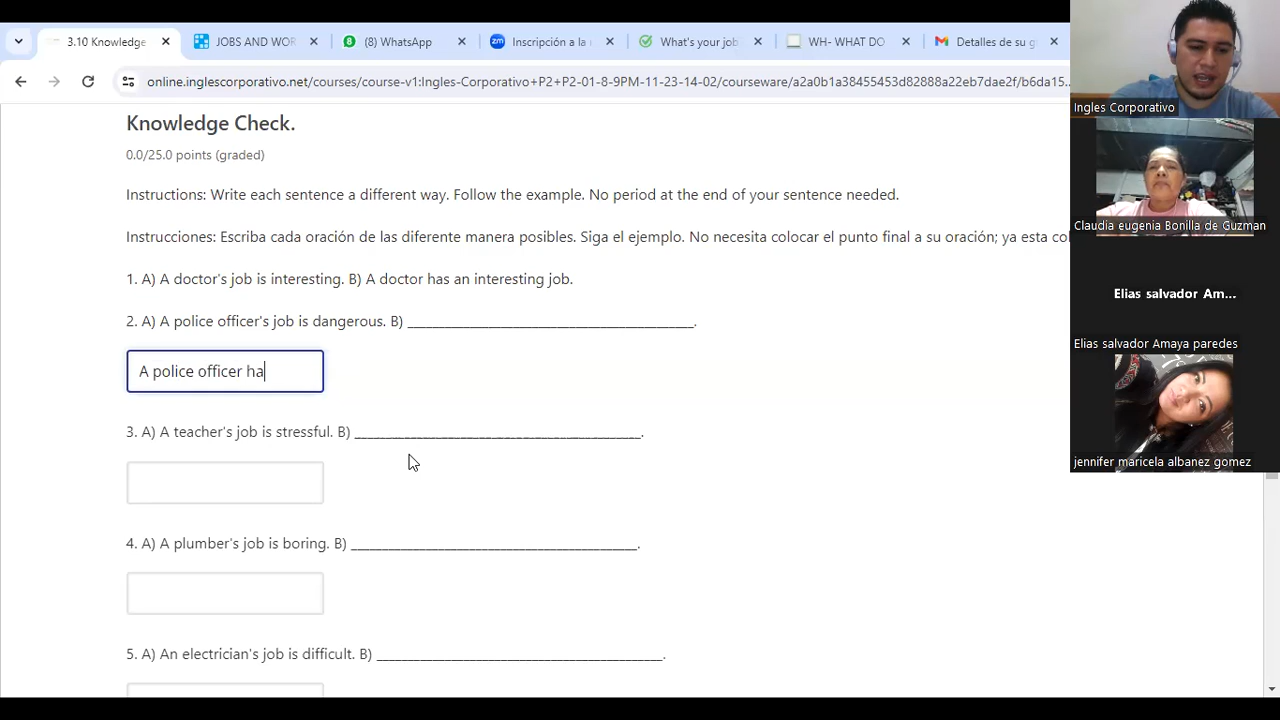 3.10 Knowledge
JOBS AND WOR
(8) WhatsApp
Inscripción a la
What's your job
WH- WHAT DO
Detalles de su g
online.inglescorporativo.net/courses/course-v1:Ingles-Corporativo+P2+P2-01-8-9PM-11-23-14-02/courseware/a2a0b1a38455453d82888a22eb7dae2f/b6da15...
Knowledge Check.
0.0/25.0 points (graded)
Instructions: Write each sentence a different way. Follow the example. No period at the end of your sentence needed.
Instrucciones: Escriba cada oración de las diferente manera posibles. Siga el ejemplo. No necesita colocar el punto final a su oración; ya esta col
1. A) A doctor's job is interesting. B) A doctor has an interesting job.
2. A) A police officer's job is dangerous. B) ___________________________________________.
A police officer ha
3. A) A teacher's job is stressful. B) ___________________________________________.
4. A) A plumber's job is boring. B) ___________________________________________.
5. A) An electrician's job is difficult. B) ___________________________________________.
Ingles Corporativo
Claudia eugenia Bonilla de Guzman
Elias salvador Am...
Elias salvador Amaya paredes
jennifer maricela albanez gomez